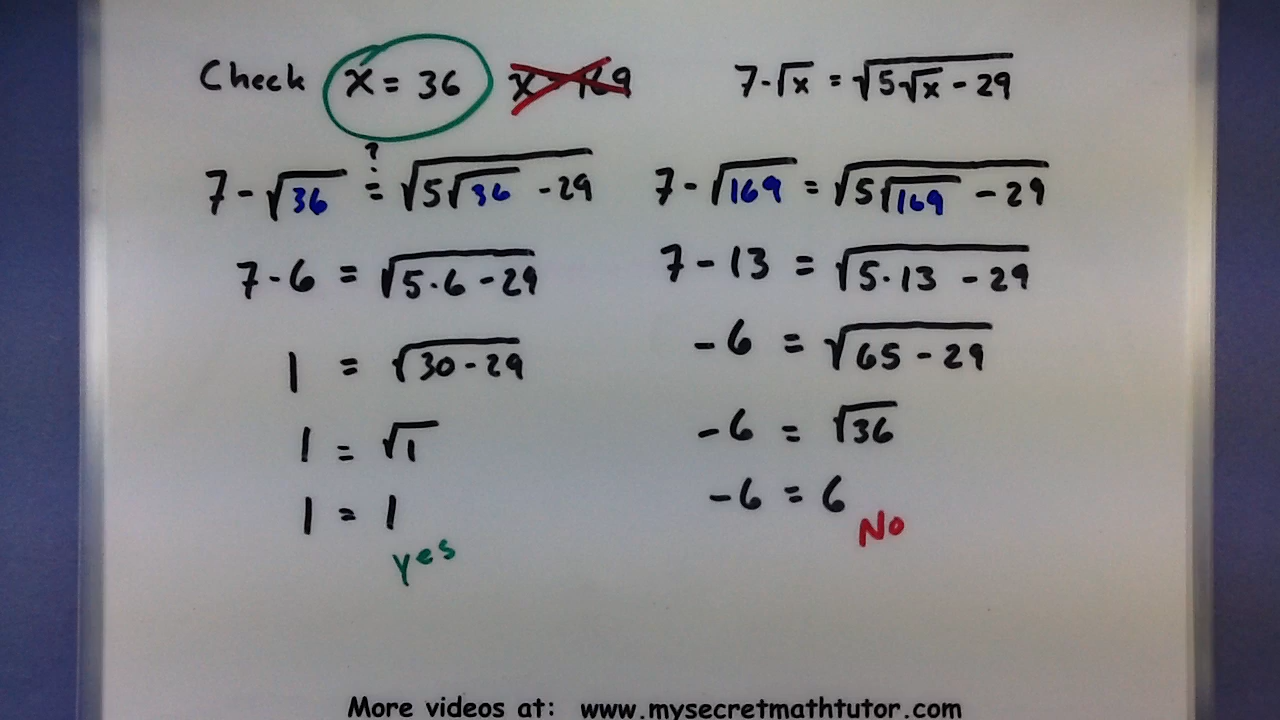 Check x = 36 x = 169 7-√x = √(5√x - 29)
7-√36 ≟ √(5√36 - 29)
7-6 = √(5·6-29)
1 = √(30-29)
1 = √1
1 = 1
yes
7-√169 = √(5√169 - 29)
7-13 = √(5·13 - 29)
-6 = √(65-29)
-6 = √36
-6 = 6
No
More videos at: www.mysecretmathtutor.com